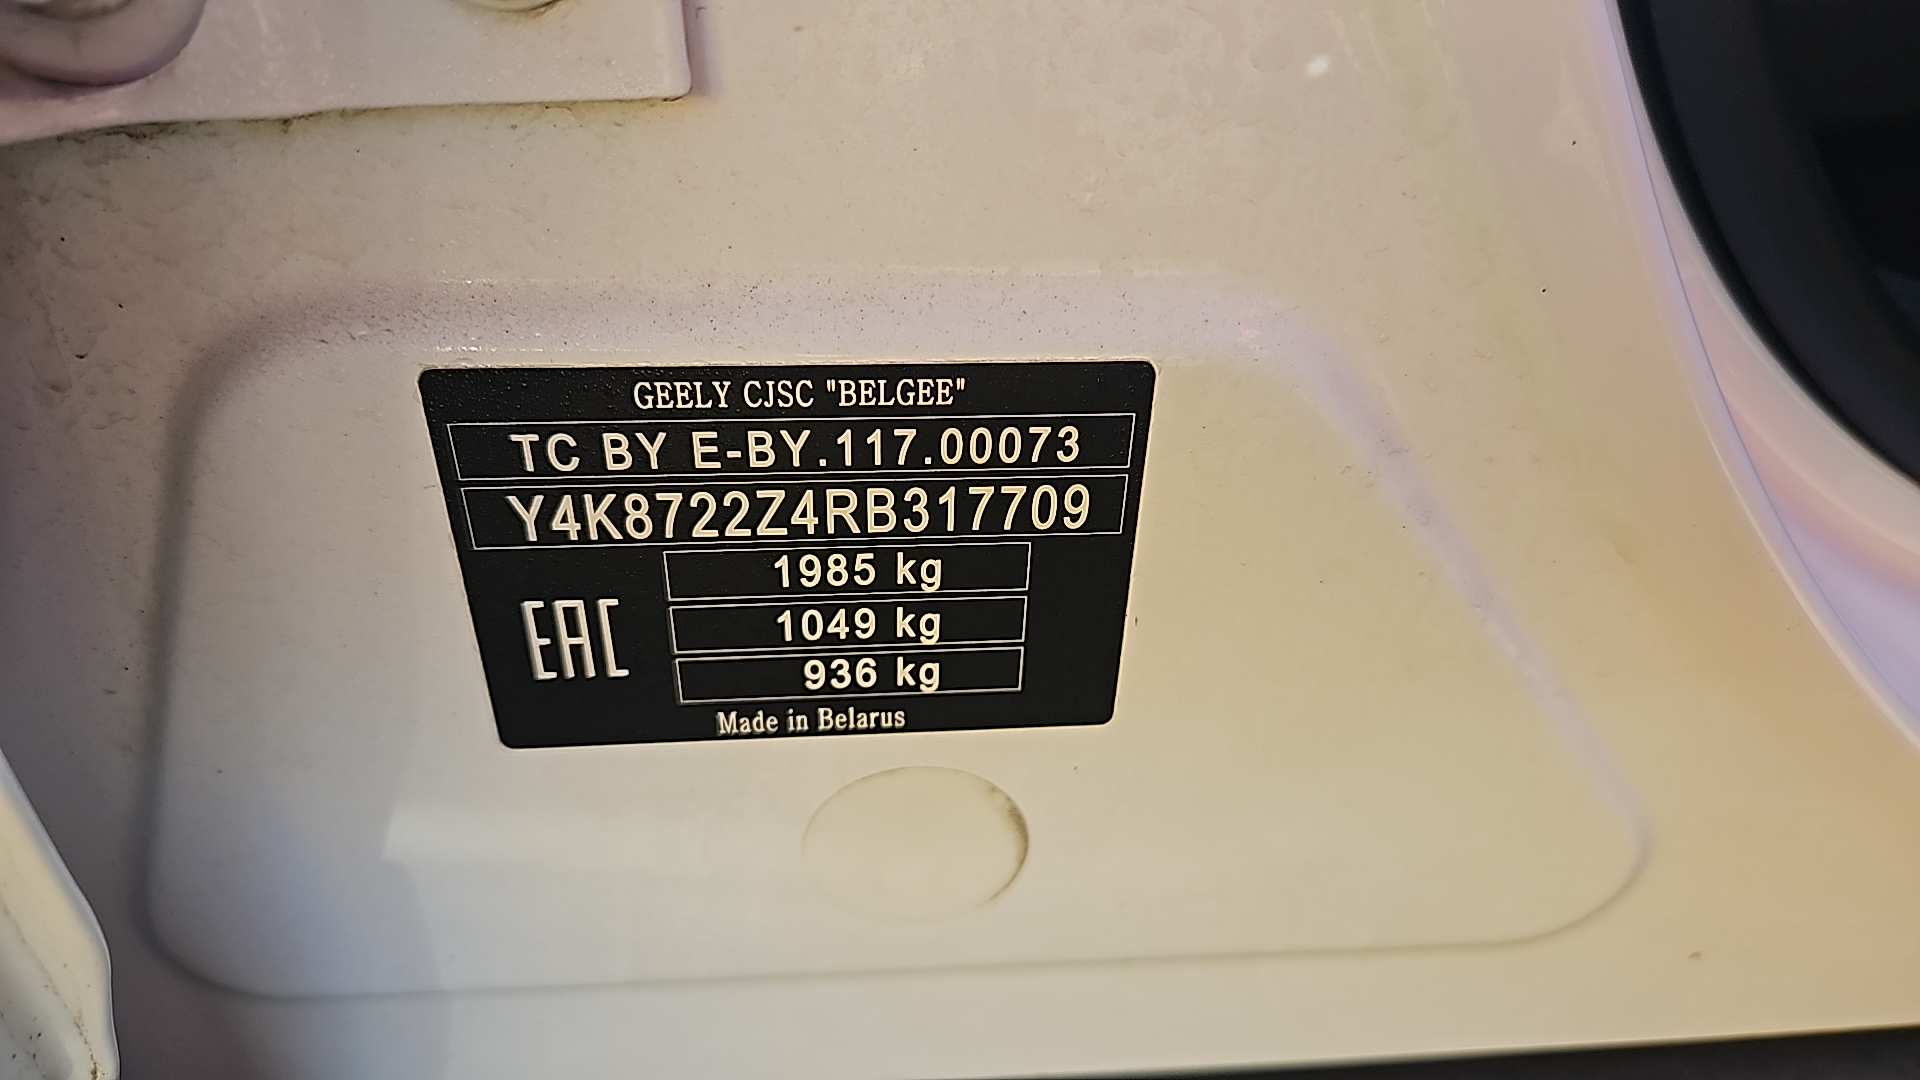 GEELY CJSC "BELGEE"
TC BY E-BY.117.00073
Y4K8722Z4RB317709
1985 kg
EAC
1049 kg
936 kg
Made in Belarus